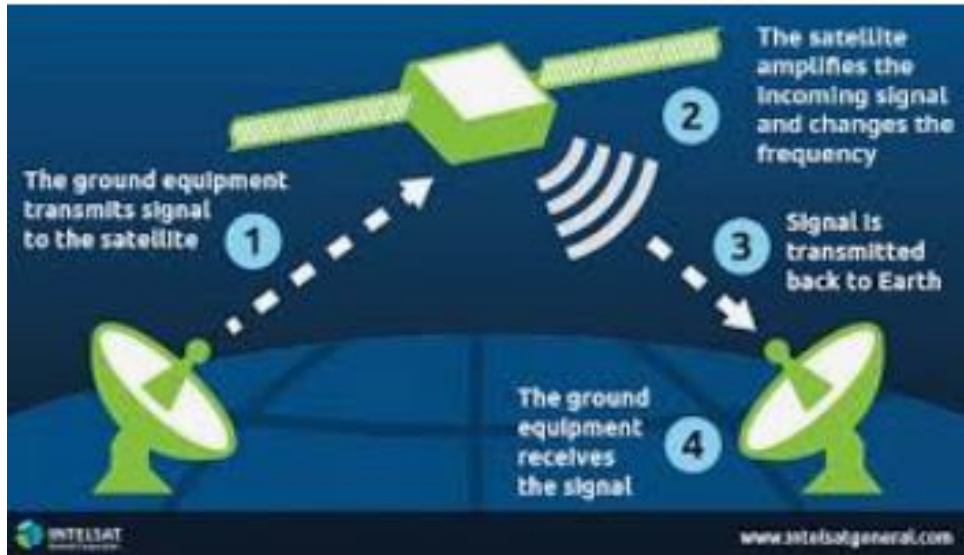 The ground equipment
transmits signal
to the satellite
1
2
The satellite
amplifies the
incoming signal
and changes the
frequency
3
Signal is
transmitted
back to Earth
The ground
equipment
receives
the signal
4
INTELSAT
www.intelsatgeneral.com